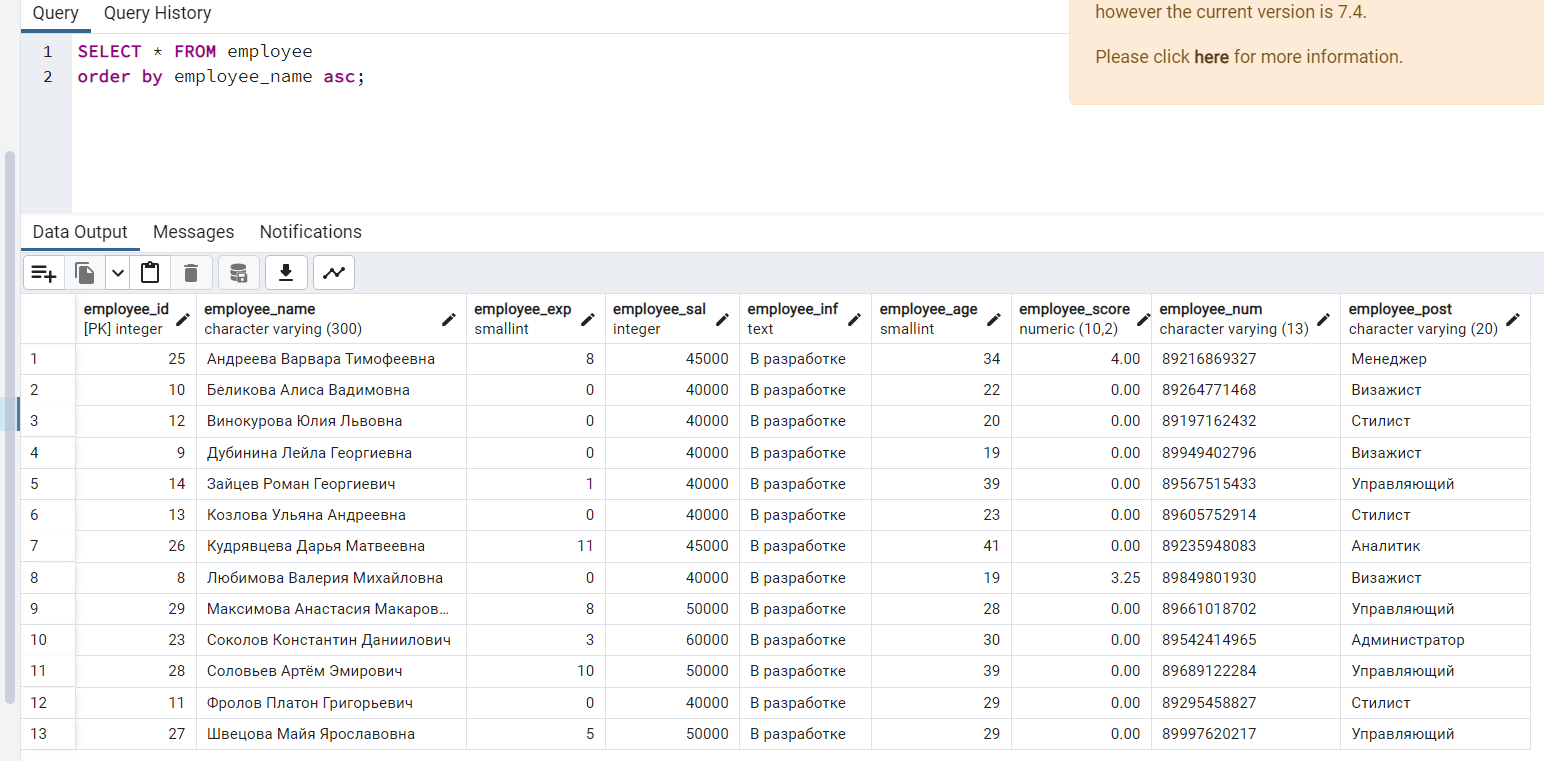 Query Query History
however the current version is 7.4.
Please click here for more information.
1 SELECT * FROM employee
2 order by employee_name asc;
Data Output Messages Notifications
employee_id employee_name employee_exp employee_sal employee_inf employee_age employee_score employee_num employee_post
[PK] integer character varying (300) smallint integer text smallint numeric (10,2) character varying (13) character varying (20)
1 25 Андреева Варвара Тимофеевна 8 45000 В разработке 34 4.00 89216869327 Менеджер
2 10 Беликова Алиса Вадимовна 0 40000 В разработке 22 0.00 89264771468 Визажист
3 12 Винокурова Юлия Львовна 0 40000 В разработке 20 0.00 89197162432 Стилист
4 9 Дубинина Лейла Георгиевна 0 40000 В разработке 19 0.00 89949402796 Визажист
5 14 Зайцев Роман Георгиевич 1 40000 В разработке 39 0.00 89567515433 Управляющий
6 13 Козлова Ульяна Андреевна 0 40000 В разработке 23 0.00 89605752914 Стилист
7 26 Кудрявцева Дарья Матвеевна 11 45000 В разработке 41 0.00 89235948083 Аналитик
8 8 Любимова Валерия Михайловна 0 40000 В разработке 19 3.25 89849801930 Визажист
9 29 Максимова Анастасия Макаров... 8 50000 В разработке 28 0.00 89661018702 Управляющий
10 23 Соколов Константин Даниилович 3 60000 В разработке 30 0.00 89542414965 Администратор
11 28 Соловьев Артём Эмирович 10 50000 В разработке 39 0.00 89689122284 Управляющий
12 11 Фролов Платон Григорьевич 0 40000 В разработке 29 0.00 89295458827 Стилист
13 27 Швецова Майя Ярославовна 5 50000 В разработке 29 0.00 89997620217 Управляющий